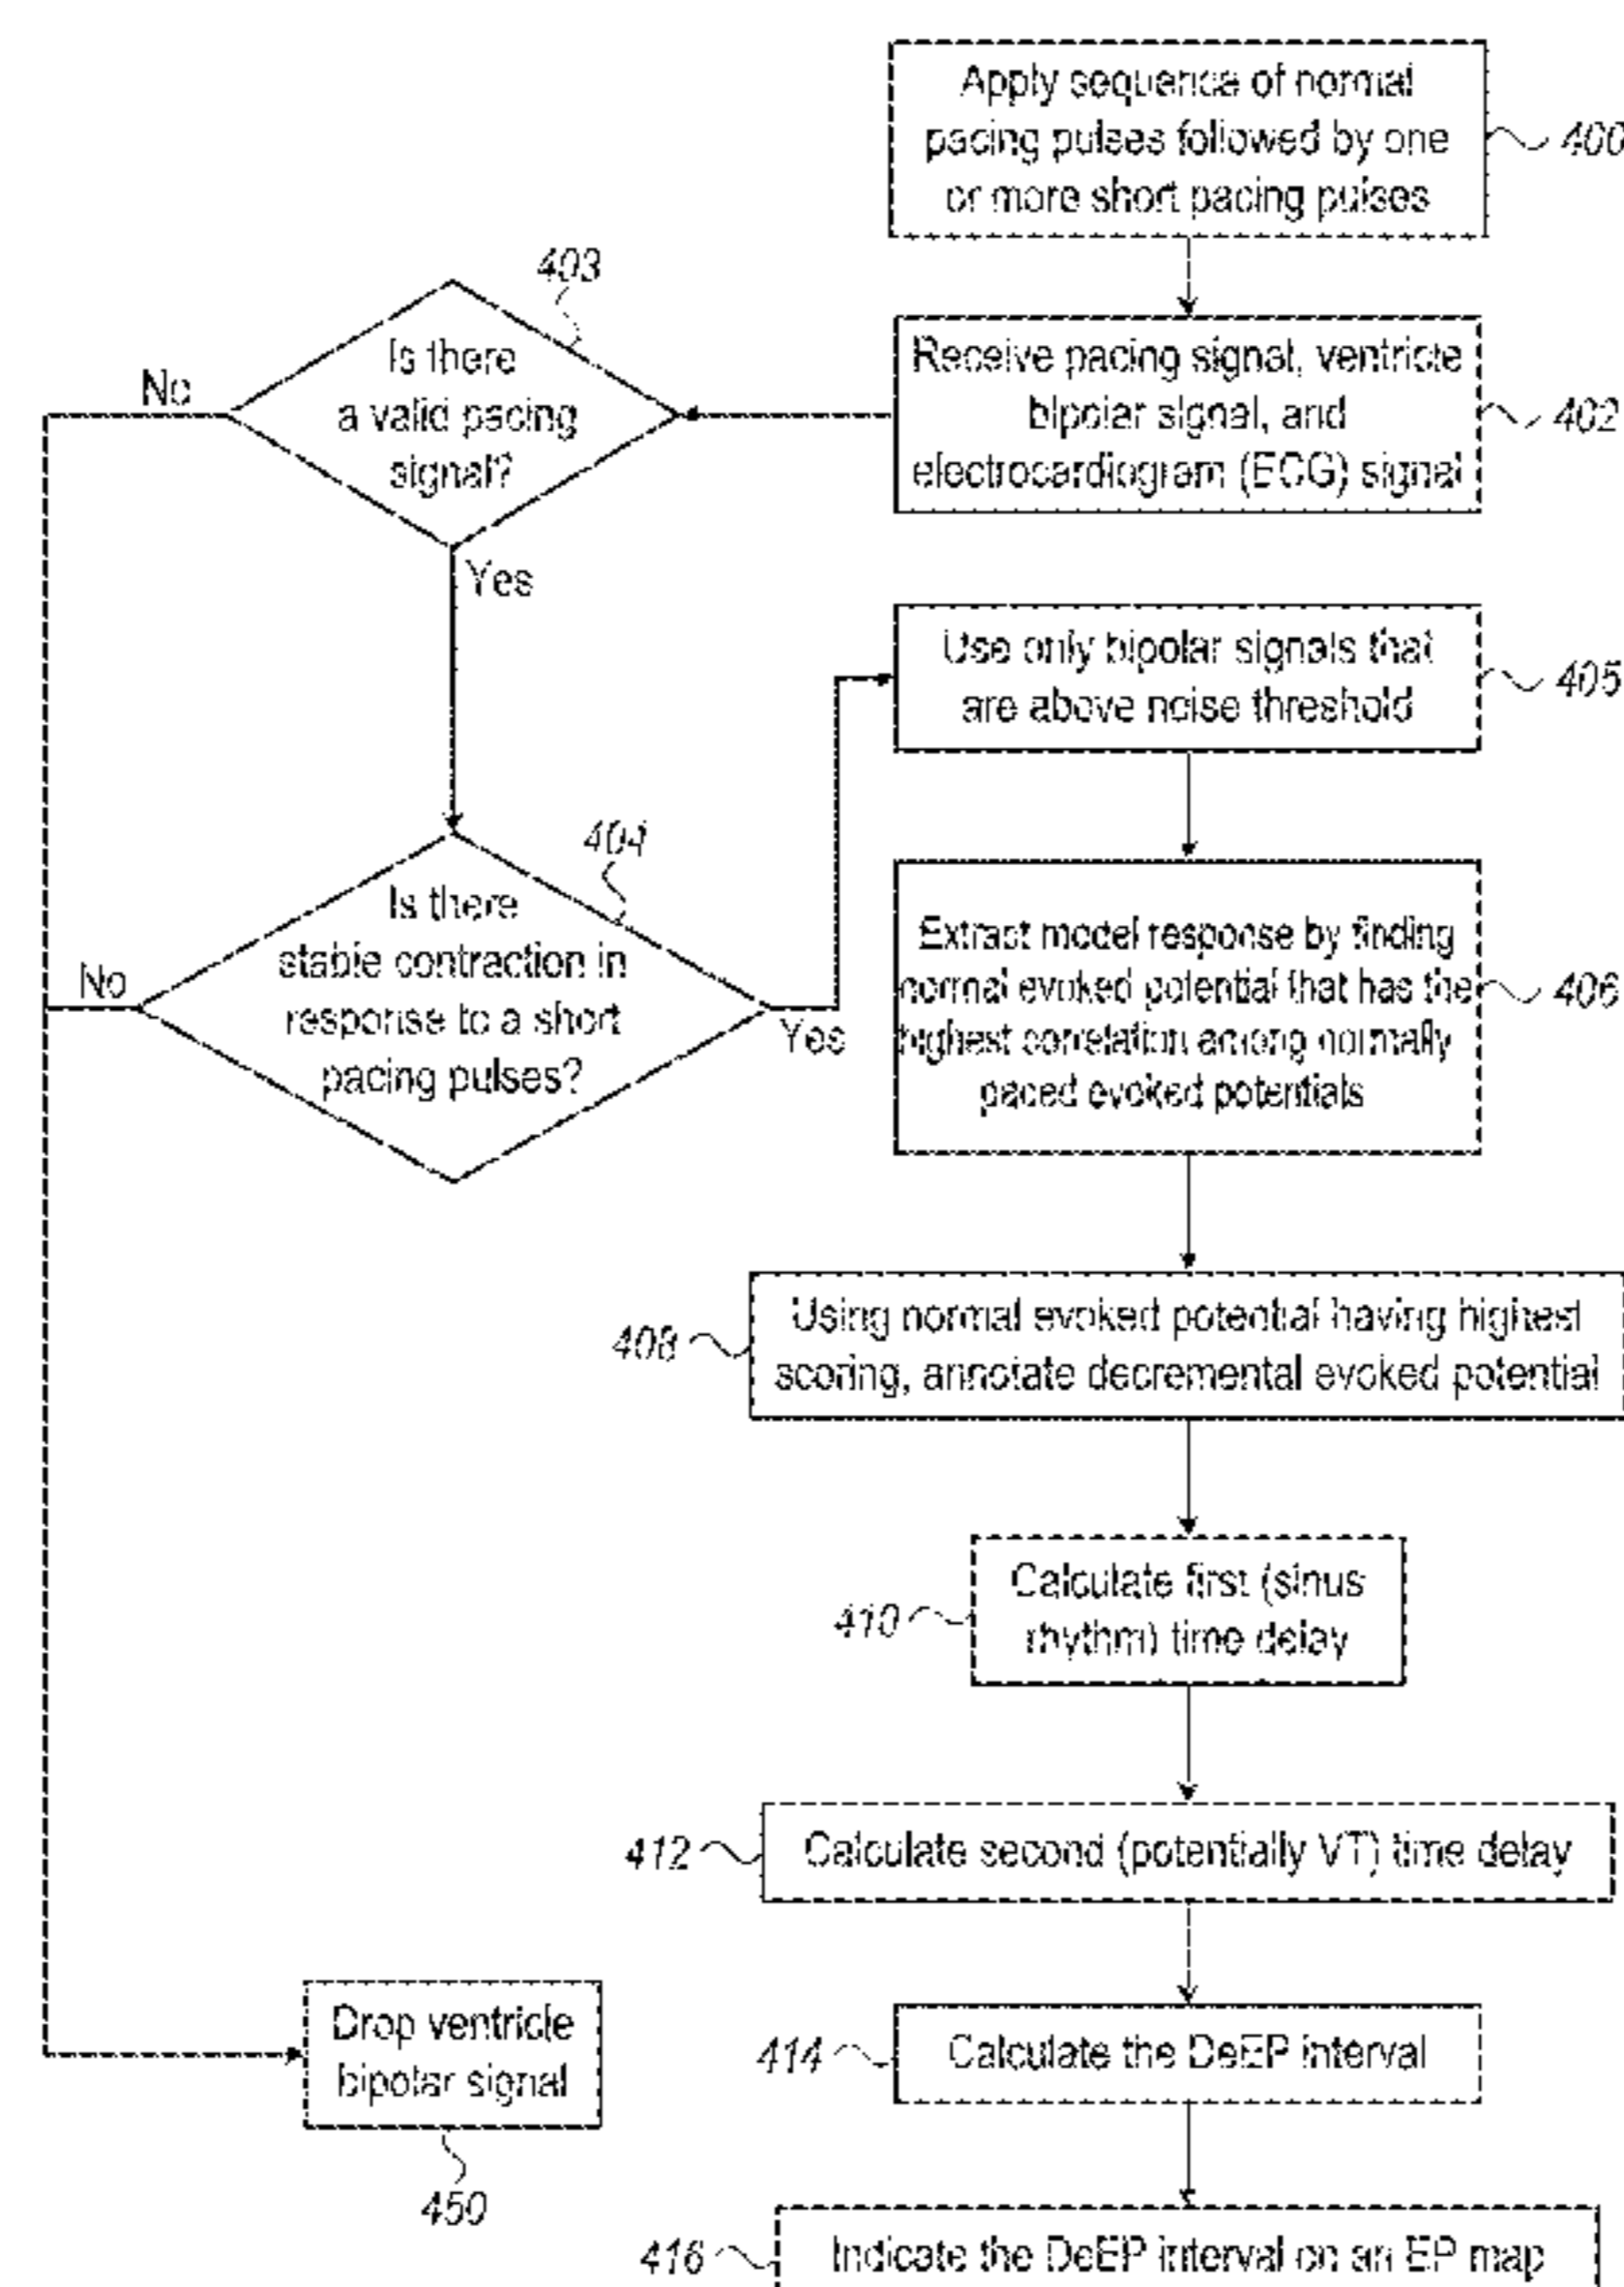 Apply sequence of normal
pacing pulses followed by one
or more short pacing pulses
400
403
Is there
a valid pacing
signal?
No
Yes
Receive pacing signal, ventricle
bipolar signal, and
electrocardiogram (ECG) signal
402
Use only bipolar signals that
are above noise threshold
405
404
Is there
stable contraction in
response to a short
pacing pulses?
No
Yes
Extract model response by finding
normal evoked potential that has the
highest correlation among normally
paced evoked potentials
406
408
Using normal evoked potential having highest
scoring, annotate decremental evoked potential
410
Calculate first (sinus
rhythm) time delay
412
Calculate second (potentially VT) time delay
Drop ventricle
bipolar signal
450
414
Calculate the DeEP interval
416
Indicate the DeEP interval on an EP map